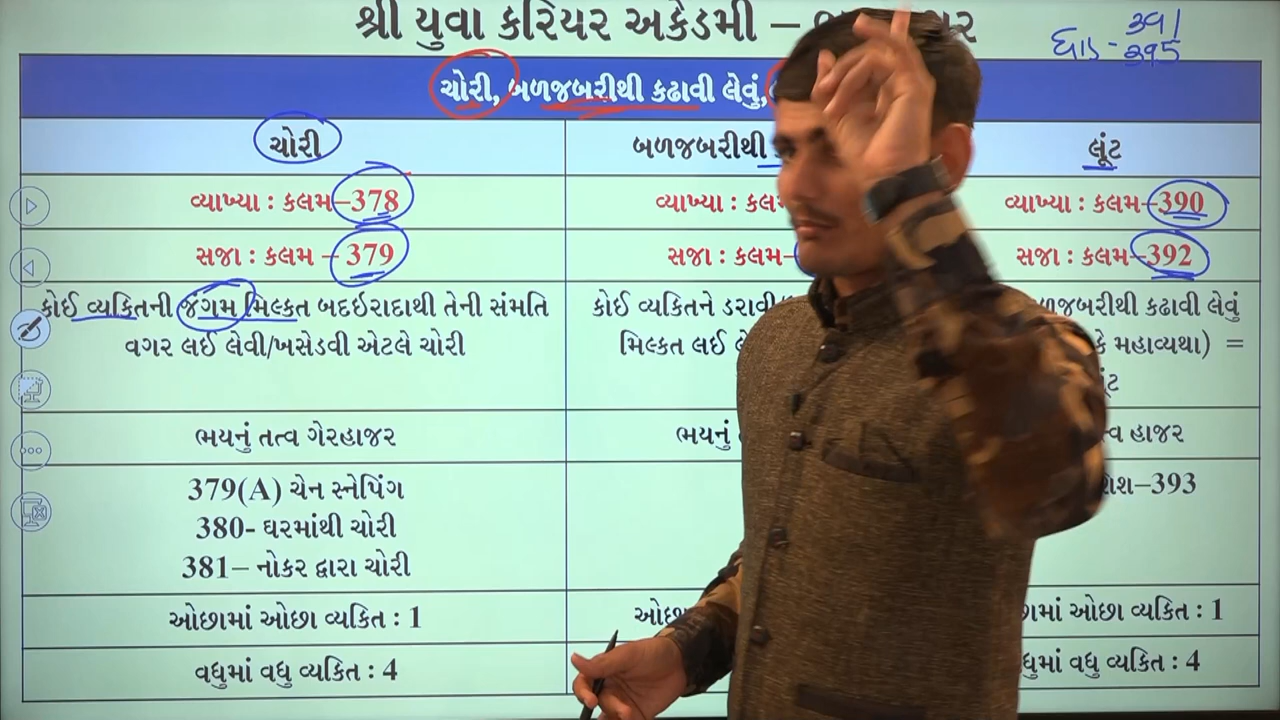 શ્રી યુવા કરિયર અકેડમી –
ધાડ - 391
395
ચોરી, બળજબરીથી કઢાવી લેવું,
ચોરી
બળજબરીથી
લૂંટ
વ્યાખ્યા : કલમ–378
વ્યાખ્યા : કલમ
વ્યાખ્યા : કલમ–390
સજા : કલમ – 379
સજા : કલમ–
સજા : કલમ–392
કોઈ વ્યકિતની જંગમ મિલ્કત બદઇરાદાથી તેની સંમતિ
વગર લઈ લેવી/ખસેડવી એટલે ચોરી
કોઈ વ્યકિતને ડરાવી
મિલ્કત લઈ
કઢાવી લેવું
કે મહાવ્યથા) =
ભયનું તત્વ ગેરહાજર
ભયનું
હાજર
379(A) ચેન સ્નેપિંગ
380- ઘરમાંથી ચોરી
381– નોકર દ્વારા ચોરી
–393
ઓછામાં ઓછા વ્યકિત : 1
ઓછા વ્યકિત : 1
વધુમાં વધુ વ્યકિત : 4
વધુ વ્યકિત : 4